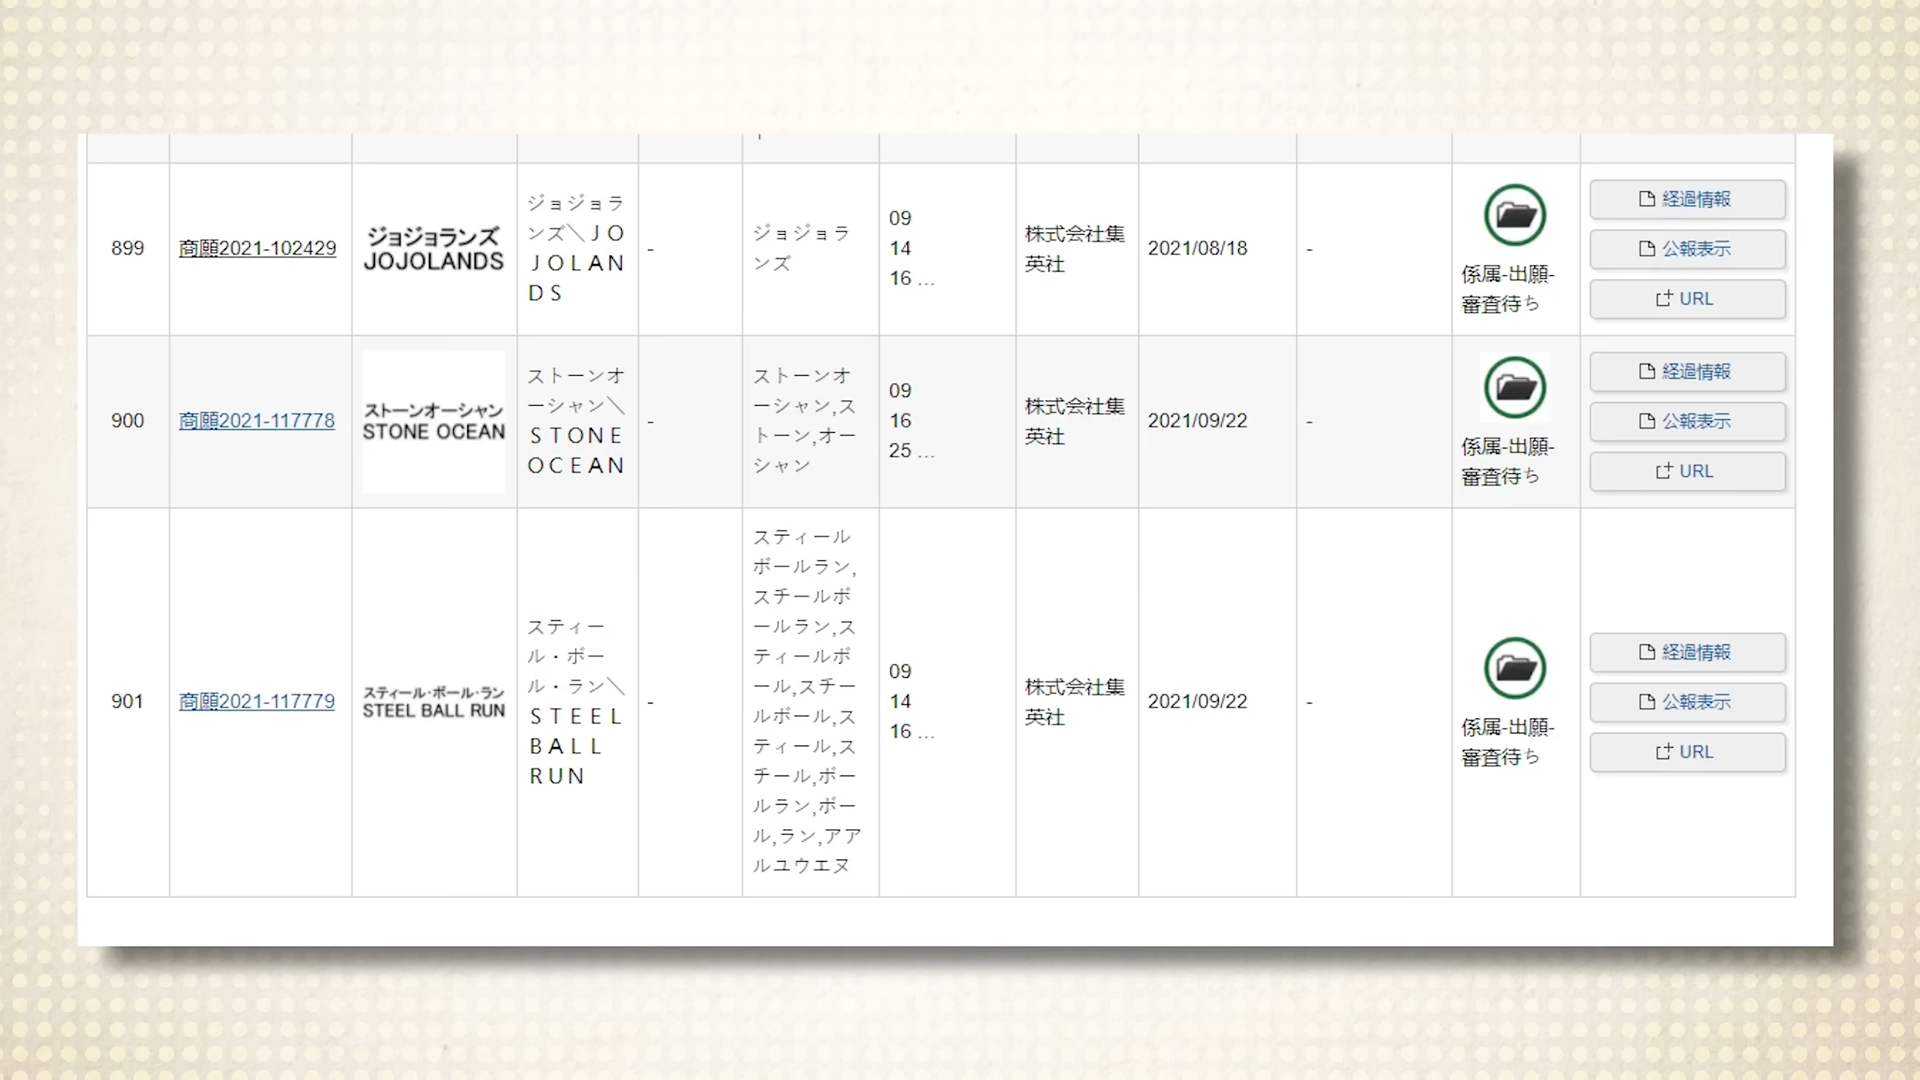 899
商願2021-102429
ジョジョランズ
JOJOLANDS
ジョジョラ
ンズ＼ＪＯ
ＪＯＬＡＮ
ＤＳ
-
ジョジョラ
ンズ
09
14
16 ...
株式会社集
英社
2021/08/18
-
係属-出願-
審査待ち
経過情報
公報表示
URL
900
商願2021-117778
ストーンオーシャン
STONE OCEAN
ストーンオ
ーシャン＼
ＳＴＯＮＥ
ＯＣＥＡＮ
-
ストーンオ
ーシャン,ス
トーン,オー
シャン
09
16
25 ...
株式会社集
英社
2021/09/22
-
係属-出願-
審査待ち
経過情報
公報表示
URL
901
商願2021-117779
スティール・ボール・ラン
STEEL BALL RUN
スティー
ル・ボー
ル・ラン＼
ＳＴＥＥＬ
ＢＡＬＬ
ＲＵＮ
-
スティール
ボールラン,
スチールボ
ールラン,ス
ティールボ
ール,スチー
ルボール,ス
ティール,ス
チール,ボー
ルラン,ボー
ル,ラン,アア
ルユウエヌ
09
14
16 ...
株式会社集
英社
2021/09/22
-
係属-出願-
審査待ち
経過情報
公報表示
URL